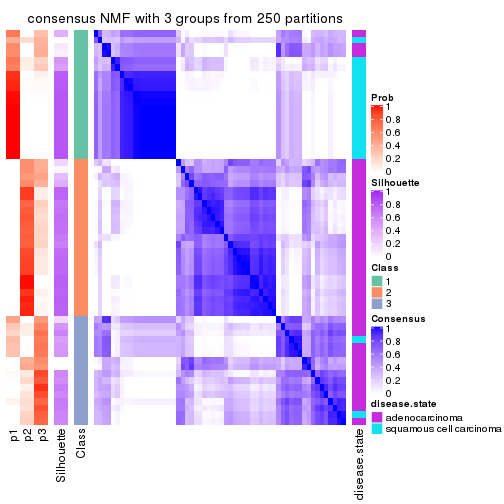 consensus NMF with 3 groups from 250 partitions
Prob
1
0.8
0.6
0.4
0.2
0
Silhouette
1
0.8
0.6
0.4
0.2
0
Class
1
2
3
Consensus
1
0.8
0.6
0.4
0.2
0
disease.state
adenocarcinoma
squamous cell carcinoma
p1
p2
p3
Silhouette
Class
disease.state